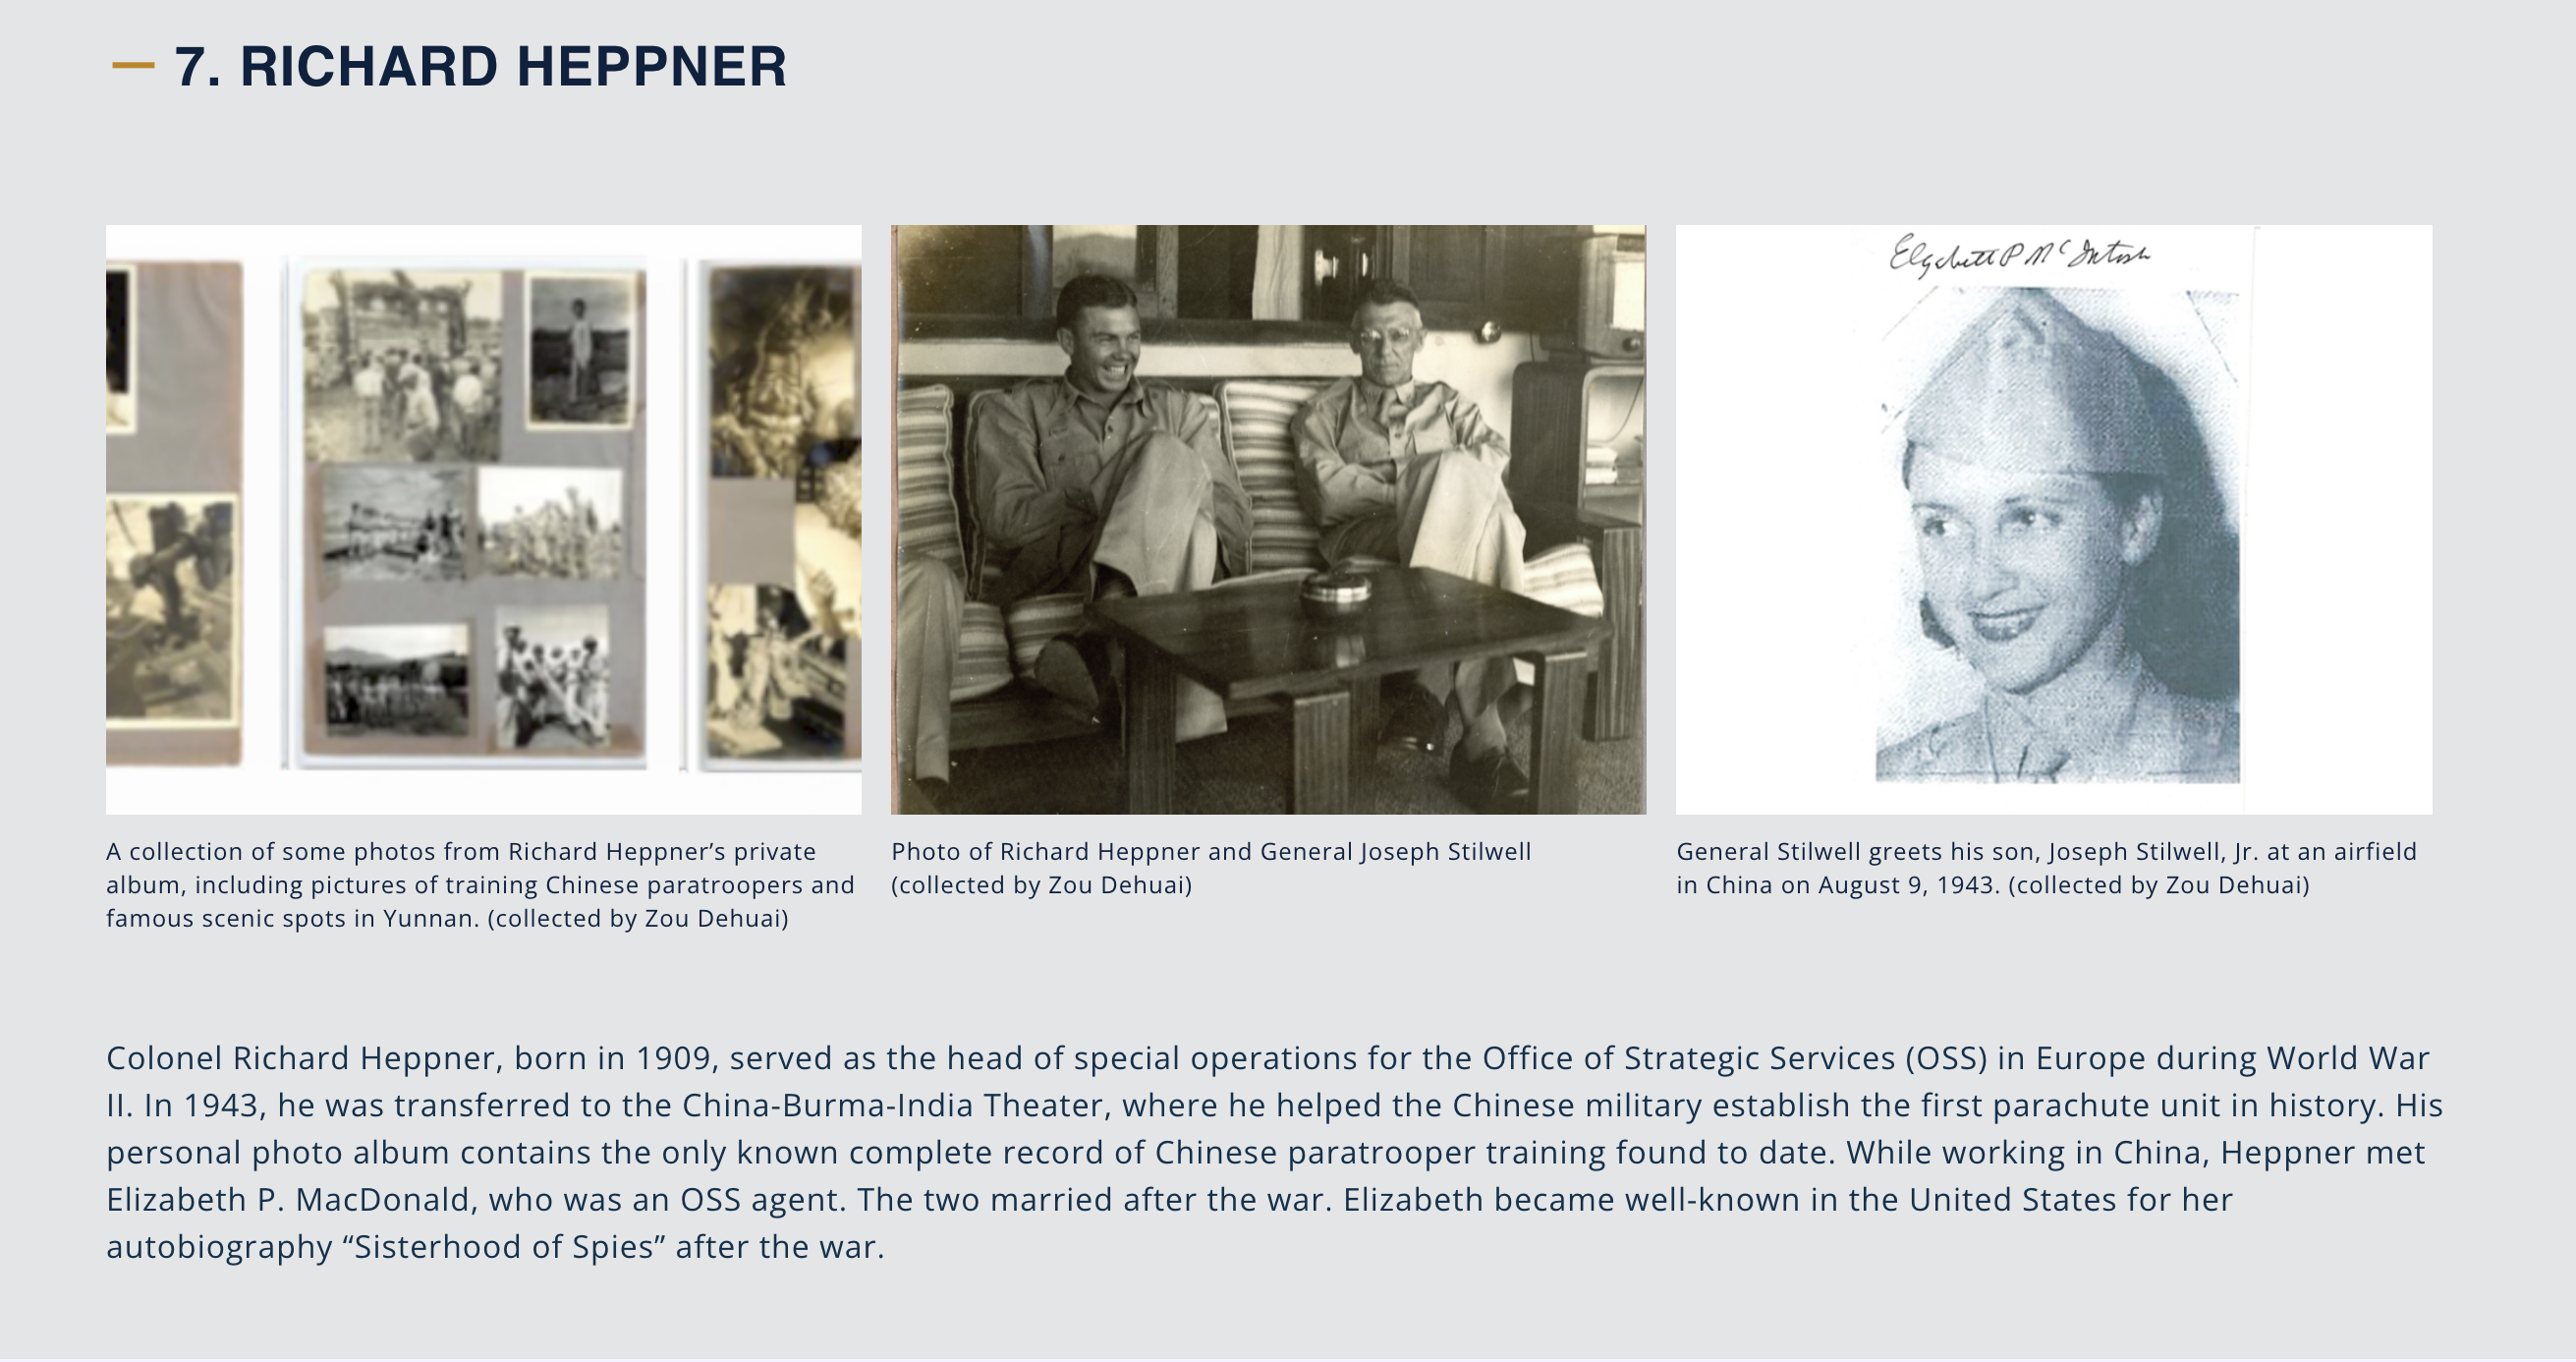 — 7. RICHARD HEPPNER
Elizabeth P McIntosh
A collection of some photos from Richard Heppner’s private
album, including pictures of training Chinese paratroopers and
famous scenic spots in Yunnan. (collected by Zou Dehuai)
Photo of Richard Heppner and General Joseph Stilwell
(collected by Zou Dehuai)
General Stilwell greets his son, Joseph Stilwell, Jr. at an airfield
in China on August 9, 1943. (collected by Zou Dehuai)
Colonel Richard Heppner, born in 1909, served as the head of special operations for the Office of Strategic Services (OSS) in Europe during World War
II. In 1943, he was transferred to the China-Burma-India Theater, where he helped the Chinese military establish the first parachute unit in history. His
personal photo album contains the only known complete record of Chinese paratrooper training found to date. While working in China, Heppner met
Elizabeth P. MacDonald, who was an OSS agent. The two married after the war. Elizabeth became well-known in the United States for her
autobiography “Sisterhood of Spies” after the war.